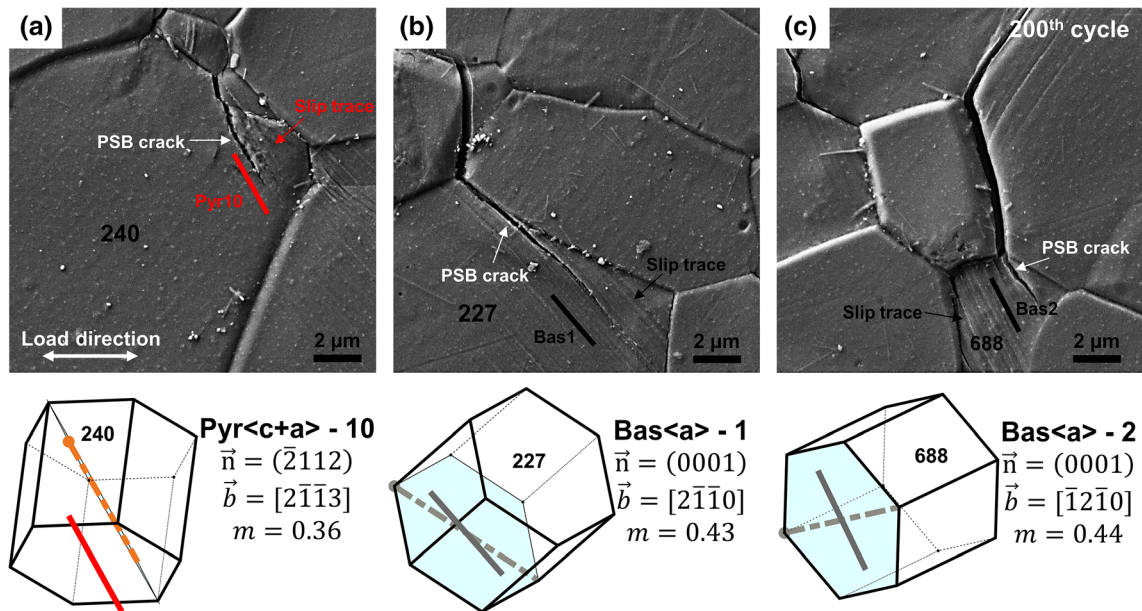 (a)
Slip trace
PSB crack
Pyr10
240
Load direction
2 μm
(b)
PSB crack
Slip trace
227
Bas1
2 μm
(c)
200th cycle
PSB crack
Slip trace
Bas2
688
2 μm
240
Pyr<c+a> - 10
n⃗ = (2̄112)
b⃗ = [21̄1̄3]
m = 0.36
227
Bas<a> - 1
n⃗ = (0001)
b⃗ = [21̄1̄0]
m = 0.43
688
Bas<a> - 2
n⃗ = (0001)
b⃗ = [1̄21̄0]
m = 0.44